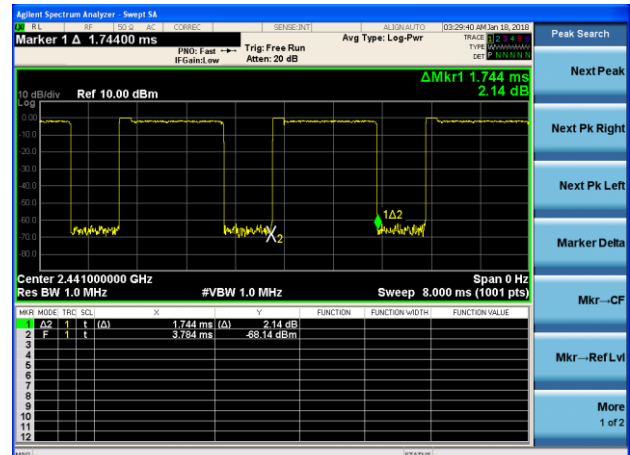 Agilent Spectrum Analyzer - Swept SA
RL RF 50 Ω AC CORREC SENSE:INT ALIGNAUTO 03:29:40 AM Jan 18, 2018
Marker 1 Δ 1.74400 ms
PNO: Fast
IFGain:Low
Trig: Free Run
Atten: 20 dB
Avg Type: Log-Pwr
TRACE 1 2 3 4 5 6
TYPE
DET P N N N N N
Peak Search
ΔMkr1 1.744 ms
2.14 dB
10 dB/div Ref 10.00 dBm
Log
0.00
-10.0
-20.0
-30.0
-40.0
-50.0
-60.0
-70.0
-80.0
1Δ2
2
Center 2.441000000 GHz Span 0 Hz
Res BW 1.0 MHz #VBW 1.0 MHz Sweep 8.000 ms (1001 pts)
MKR MODE TRC SCL X Y FUNCTION FUNCTION WIDTH FUNCTION VALUE
1 Δ2 1 t (Δ) 1.744 ms (Δ) 2.14 dB
2 F 1 t 3.784 ms -68.14 dBm
3
4
5
6
7
8
9
10
11
12
Next Peak
Next Pk Right
Next Pk Left
Marker Delta
Mkr→CF
Mkr→RefLvl
More
1 of 2
MSG STATUS